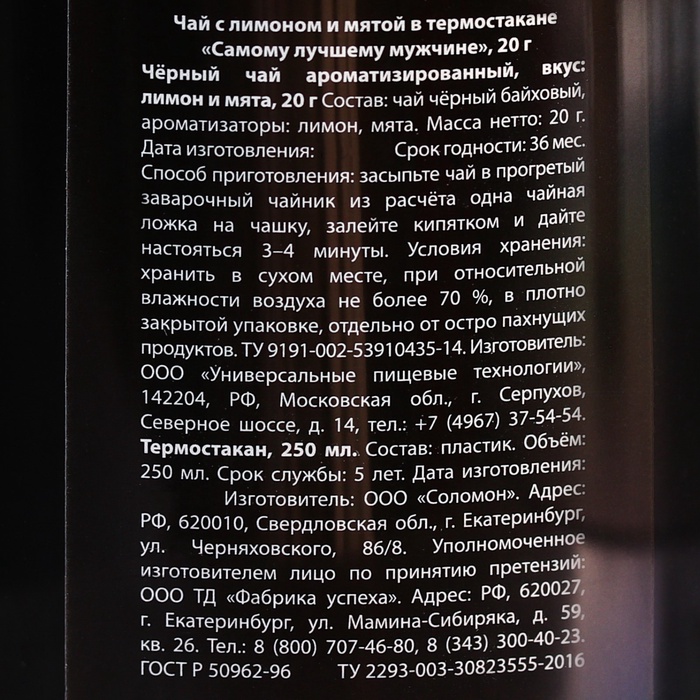 Чай с лимоном и мятой в термостакане
«Самому лучшему мужчине», 20 г
Чёрный чай ароматизированный, вкус:
лимон и мята, 20 г Состав: чай чёрный байховый,
ароматизаторы: лимон, мята. Масса нетто: 20 г.
Дата изготовления: Срок годности: 36 мес.
Способ приготовления: засыпьте чай в прогретый
заварочный чайник из расчёта одна чайная
ложка на чашку, залейте кипятком и дайте
настояться 3–4 минуты. Условия хранения:
хранить в сухом месте, при относительной
влажности воздуха не более 70 %, в плотно
закрытой упаковке, отдельно от остро пахнущих
продуктов. ТУ 9191-002-53910435-14. Изготовитель:
ООО «Универсальные пищевые технологии»,
142204, РФ, Московская обл., г. Серпухов,
Северное шоссе, д. 14, тел.: +7 (4967) 37-54-54.
Термостакан, 250 мл. Состав: пластик. Объём:
250 мл. Срок службы: 5 лет. Дата изготовления:
Изготовитель: ООО «Соломон». Адрес:
РФ, 620010, Свердловская обл., г. Екатеринбург,
ул. Черняховского, 86/8. Уполномоченное
изготовителем лицо по принятию претензий:
ООО ТД «Фабрика успеха». Адрес: РФ, 620027,
г. Екатеринбург, ул. Мамина-Сибиряка, д. 59,
кв. 26. Тел.: 8 (800) 707-46-80, 8 (343) 300-40-23.
ГОСТ Р 50962-96 ТУ 2293-003-30823555-2016